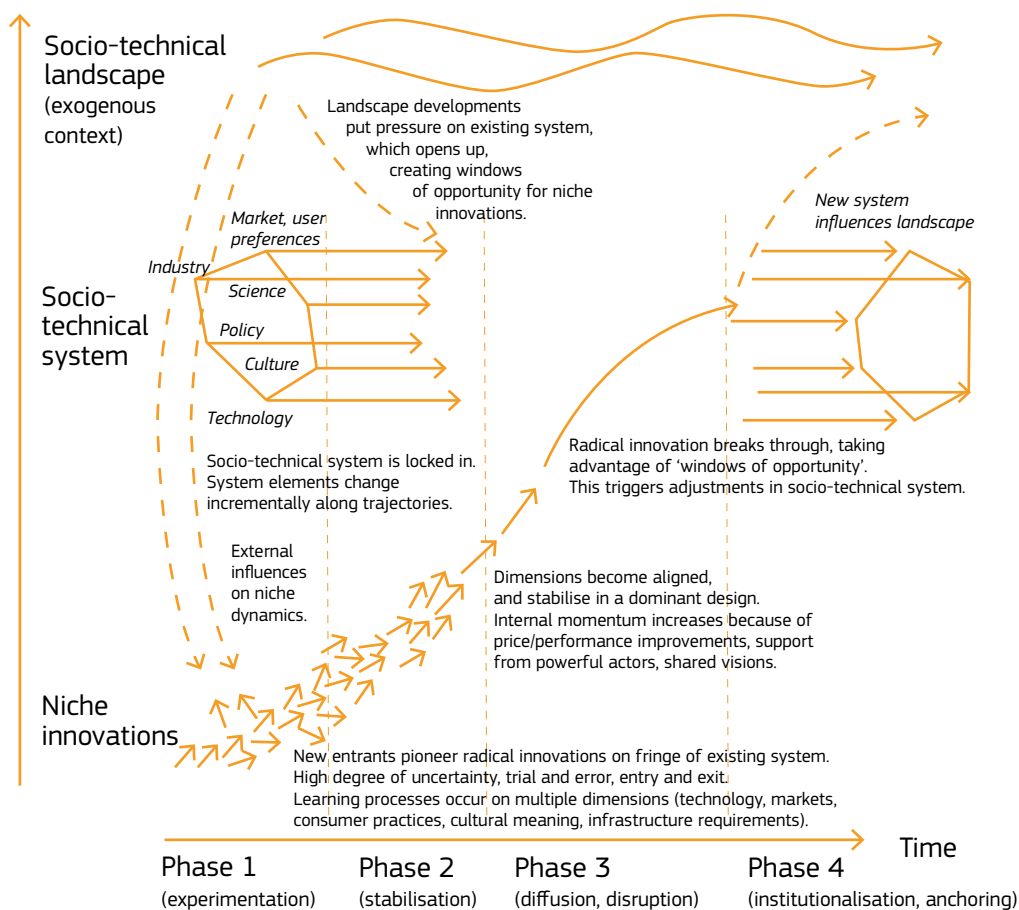 Socio-technical
landscape
(exogenous
context)
Landscape developments
put pressure on existing system,
which opens up,
creating windows
of opportunity for niche
innovations.
New system
influences landscape
Market, user
preferences
Industry
Science
Socio-
technical
system
Policy
Culture
Technology
Radical innovation breaks through, taking
advantage of ‘windows of opportunity’.
This triggers adjustments in socio-technical system.
Socio-technical system is locked in.
System elements change
incrementally along trajectories.
External
influences
on niche
dynamics.
Dimensions become aligned,
and stabilise in a dominant design.
Internal momentum increases because of
price/performance improvements, support
from powerful actors, shared visions.
Niche
innovations
New entrants pioneer radical innovations on fringe of existing system.
High degree of uncertainty, trial and error, entry and exit.
Learning processes occur on multiple dimensions (technology, markets,
consumer practices, cultural meaning, infrastructure requirements).
Time
Phase 1
(experimentation)
Phase 2
(stabilisation)
Phase 3
(diffusion, disruption)
Phase 4
(institutionalisation, anchoring)